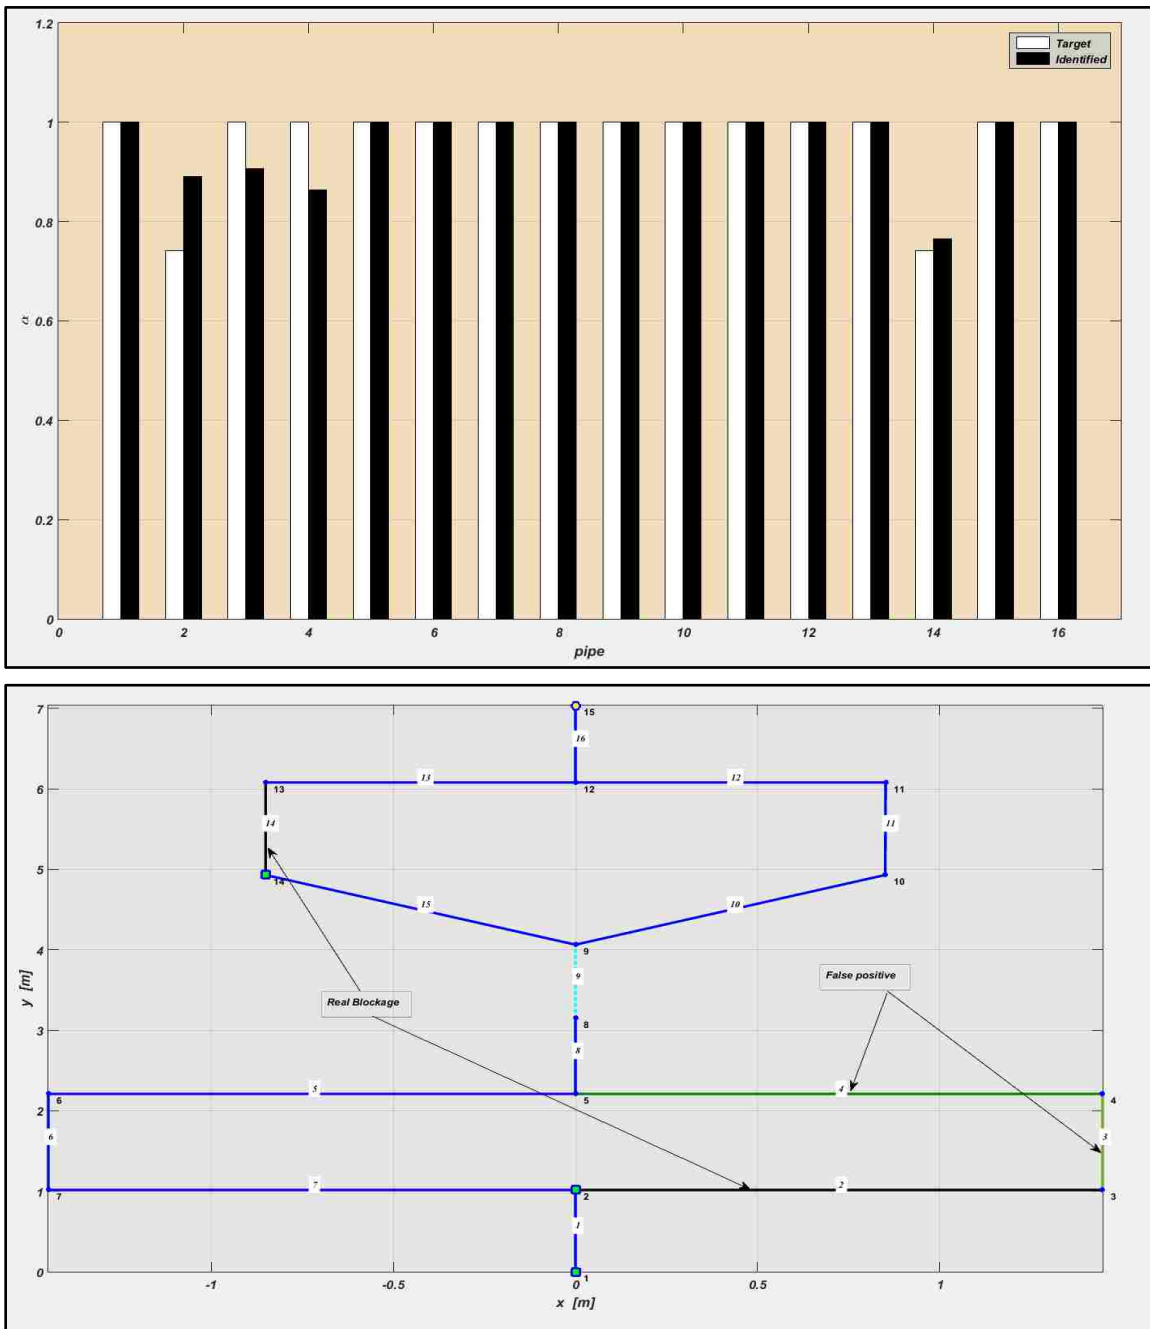 1.2
Target
Identified
1
0.8
α
0.6
0.4
0.2
0
0 2 4 6 8 10 12 14 16
pipe
7
15
16
13 12
6
13 12 11
14 11
5
14 10
15 10
4
9
9
False positive
y [m]
Real Blockage
3
8
8
5 4
6 5 4
2
6 3
7 2
1
7 2 3
1
0
1
-1 -0.5 0 0.5 1
x [m]